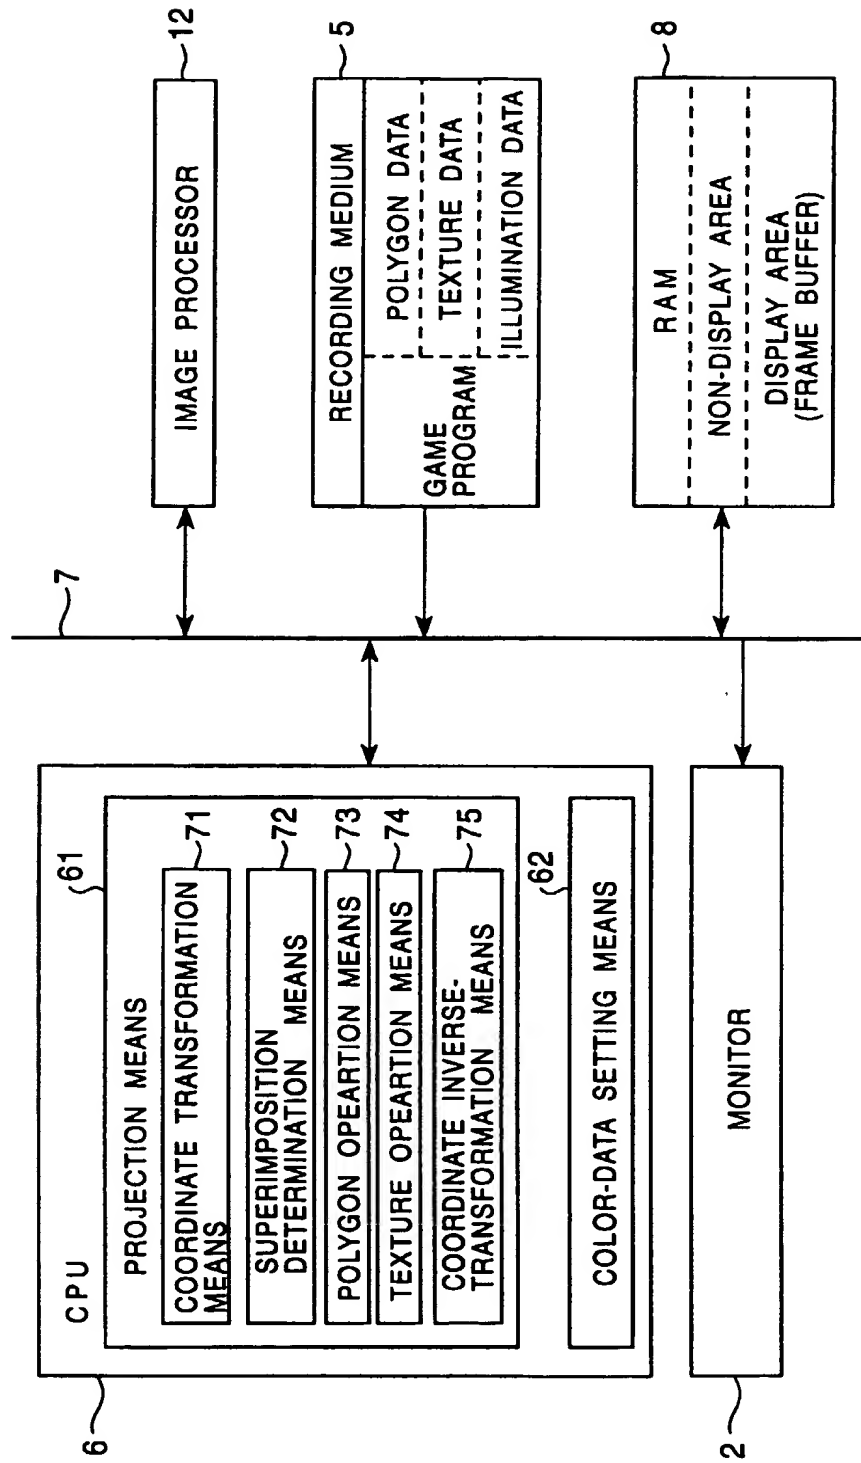 6
CPU
61
PROJECTION MEANS
COORDINATE TRANSFORMATION
MEANS
71
SUPERIMPOSITION
DETERMINATION MEANS
72
POLYGON OPEARTION MEANS
73
TEXTURE OPEARTION MEANS
74
COORDINATE INVERSE-
TRANSFORMATION MEANS
75
62
COLOR-DATA SETTING MEANS
2
MONITOR
7
IMAGE PROCESSOR
12
RECORDING MEDIUM
5
GAME
PROGRAM
POLYGON DATA
TEXTURE DATA
ILLUMINATION DATA
RAM
8
NON-DISPLAY AREA
DISPLAY AREA
(FRAME BUFFER)